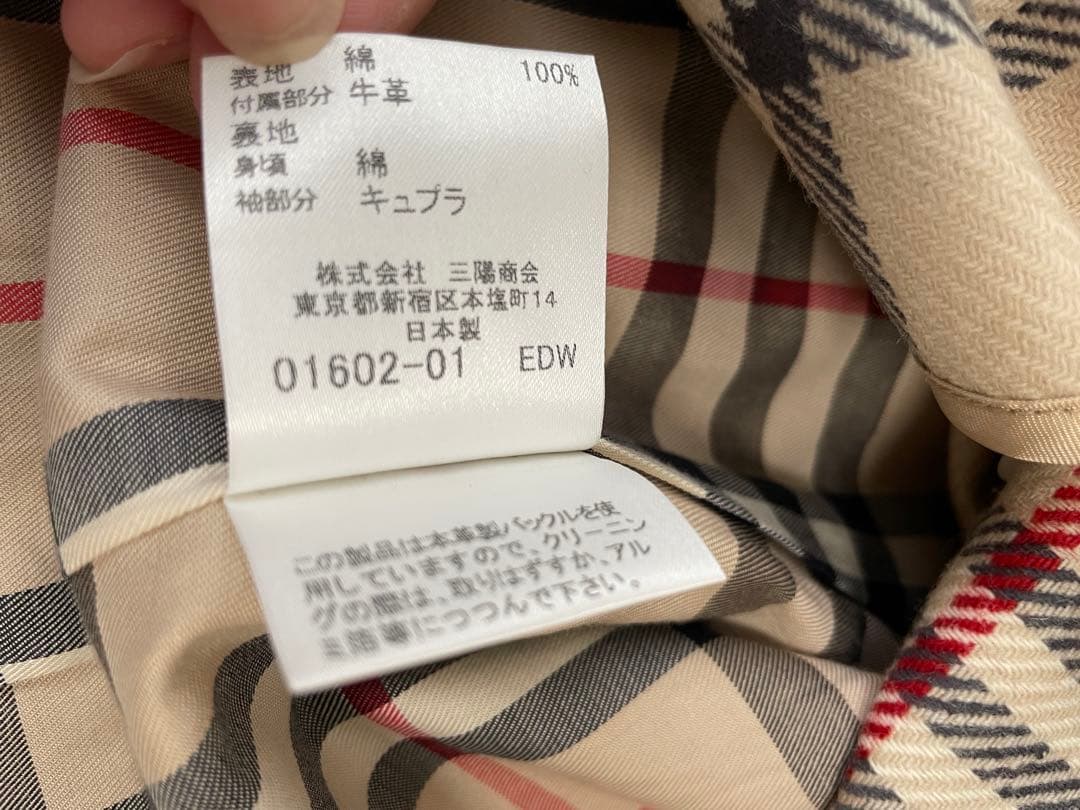 表地 綿 100%
付属部分 牛革
裏地
身頃 綿
袖部分 キュプラ
株式会社 三陽商会
東京都新宿区本塩町14
日本製
01602-01 EDW
この製品は本革製バックルを使
用していますので、クリーニン
グの際は、取りはずすか、アル
ミ箔等につつんで下さい。